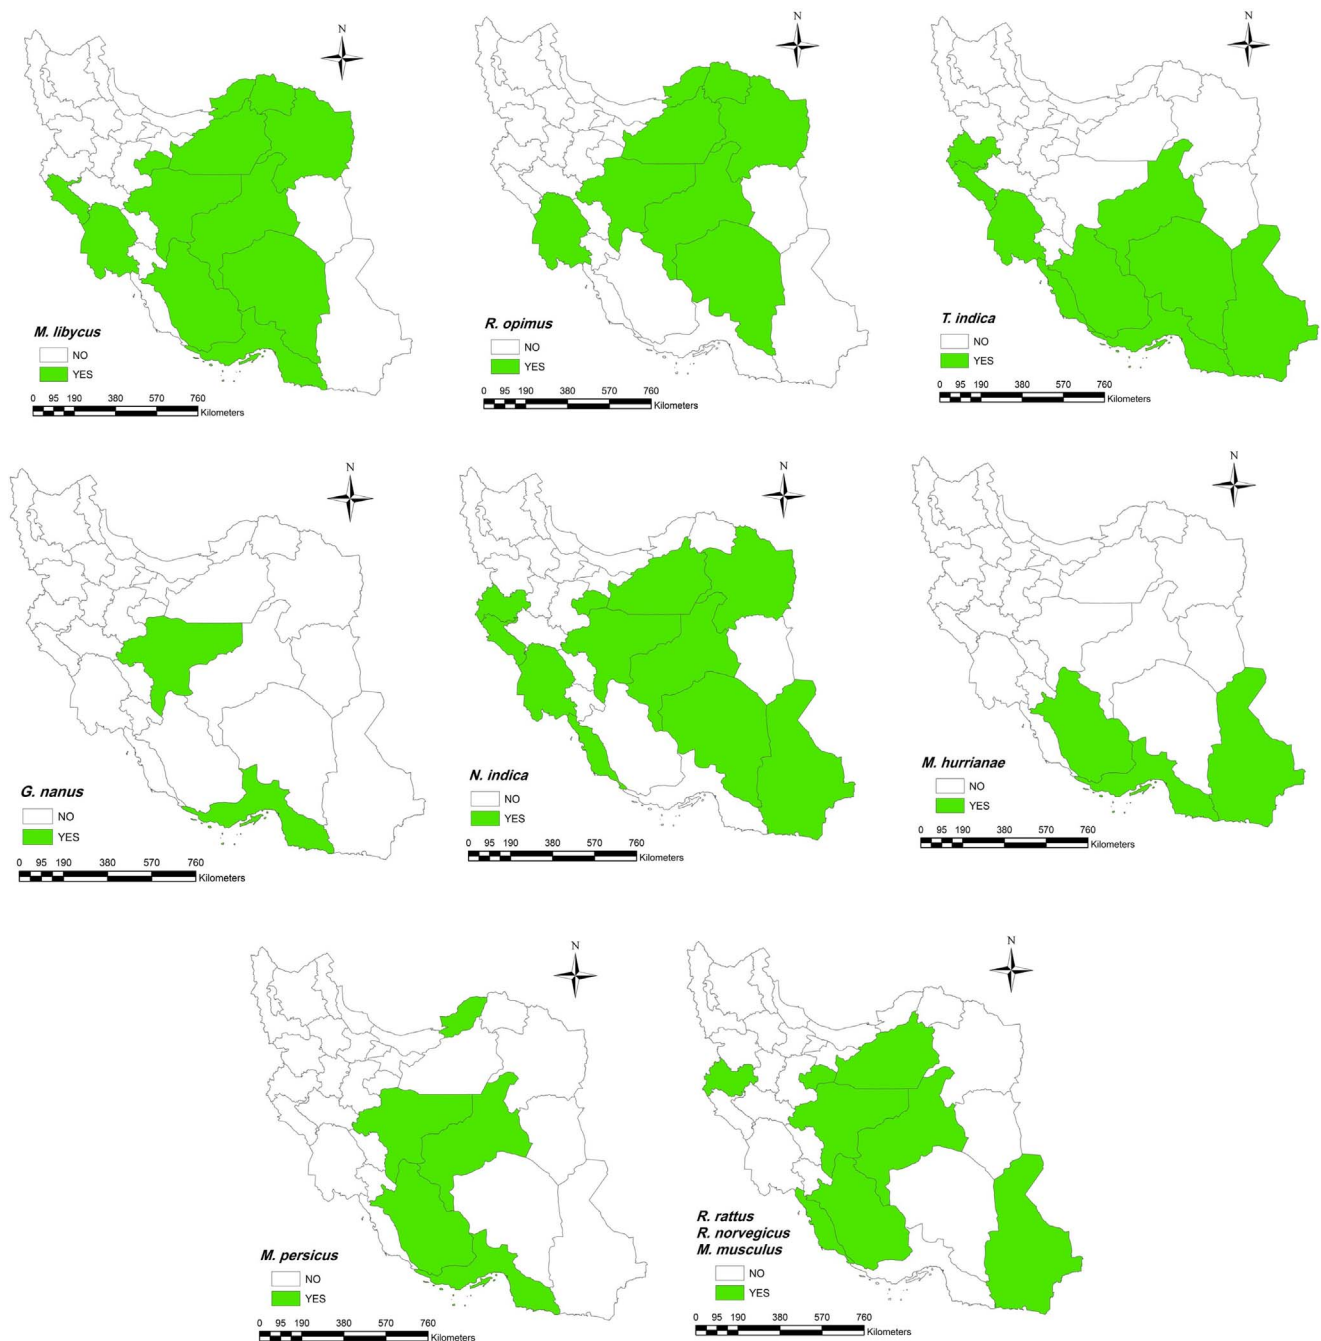 N
M. libycus
NO
YES
0 95 190 380 570 760
Kilometers
N
R. opimus
NO
YES
0 95 190 380 570 760
Kilometers
N
T. indica
NO
YES
0 95 190 380 570 760
Kilometers
N
G. nanus
NO
YES
0 95 190 380 570 760
Kilometers
N
N. indica
NO
YES
0 95 190 380 570 760
Kilometers
N
M. hurrianae
NO
YES
0 95 190 380 570 760
Kilometers
N
M. persicus
NO
YES
0 95 190 380 570 760
Kilometers
N
R. rattus
R. norvegicus
M. musculus
NO
YES
0 95 190 380 570 760
Kilometers